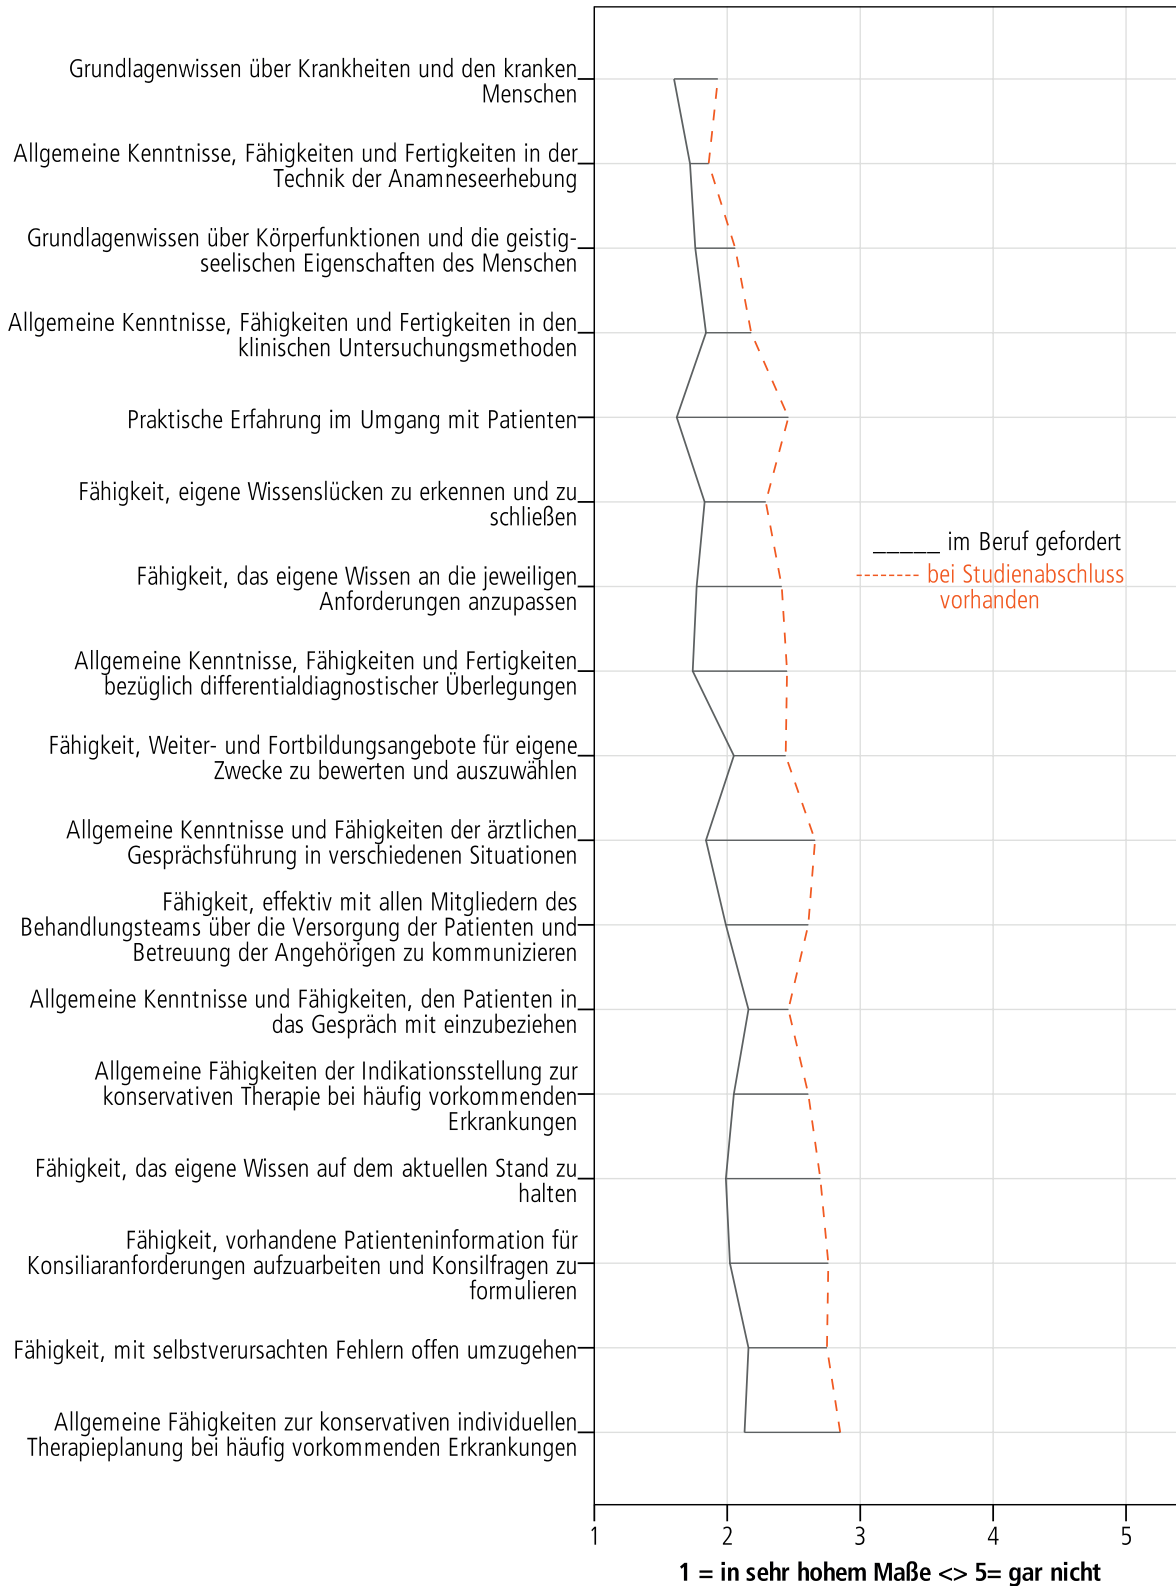 Grundlagenwissen über Krankheiten und den kranken
Menschen
Allgemeine Kenntnisse, Fähigkeiten und Fertigkeiten in der
Technik der Anamneseerhebung
Grundlagenwissen über Körperfunktionen und die geistig-
seelischen Eigenschaften des Menschen
Allgemeine Kenntnisse, Fähigkeiten und Fertigkeiten in den
klinischen Untersuchungsmethoden
Praktische Erfahrung im Umgang mit Patienten
Fähigkeit, eigene Wissenslücken zu erkennen und zu
schließen
_____ im Beruf gefordert
-------- bei Studienabschluss
vorhanden
Fähigkeit, das eigene Wissen an die jeweiligen
Anforderungen anzupassen
Allgemeine Kenntnisse, Fähigkeiten und Fertigkeiten
bezüglich differentialdiagnostischer Überlegungen
Fähigkeit, Weiter- und Fortbildungsangebote für eigene
Zwecke zu bewerten und auszuwählen
Allgemeine Kenntnisse und Fähigkeiten der ärztlichen
Gesprächsführung in verschiedenen Situationen
Fähigkeit, effektiv mit allen Mitgliedern des
Behandlungsteams über die Versorgung der Patienten und
Betreuung der Angehörigen zu kommunizieren
Allgemeine Kenntnisse und Fähigkeiten, den Patienten in
das Gespräch mit einzubeziehen
Allgemeine Fähigkeiten der Indikationsstellung zur
konservativen Therapie bei häufig vorkommenden
Erkrankungen
Fähigkeit, das eigene Wissen auf dem aktuellen Stand zu
halten
Fähigkeit, vorhandene Patienteninformation für
Konsiliaranforderungen aufzuarbeiten und Konsilfragen zu
formulieren
Fähigkeit, mit selbstverursachten Fehlern offen umzugehen
Allgemeine Fähigkeiten zur konservativen individuellen
Therapieplanung bei häufig vorkommenden Erkrankungen
1 2 3 4 5
1 = in sehr hohem Maße <> 5= gar nicht